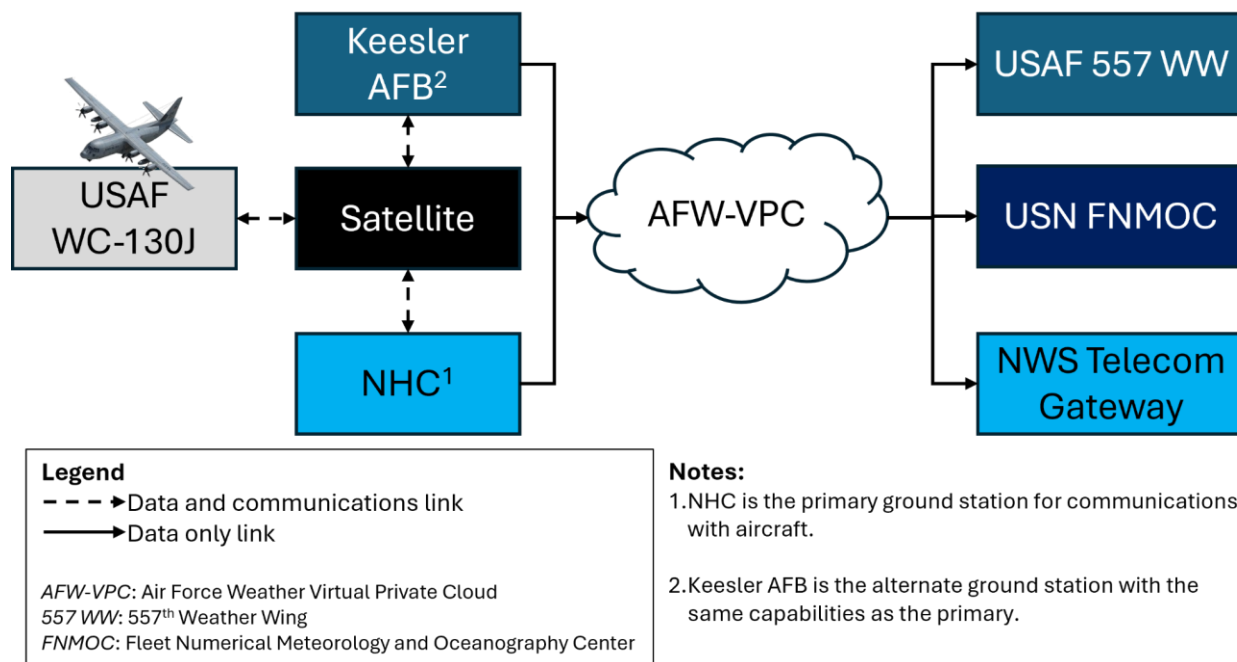 Keesler
AFB²
USAF
WC-130J
Satellite
NHC¹
AFW-VPC
USAF 557 WW
USN FNMOC
NWS Telecom
Gateway
Legend
Data and communications link
Data only link
AFW-VPC: Air Force Weather Virtual Private Cloud
557 WW: 557th Weather Wing
FNMOC: Fleet Numerical Meteorology and Oceanography Center
Notes:
1.NHC is the primary ground station for communications
with aircraft.
2.Keesler AFB is the alternate ground station with the
same capabilities as the primary.